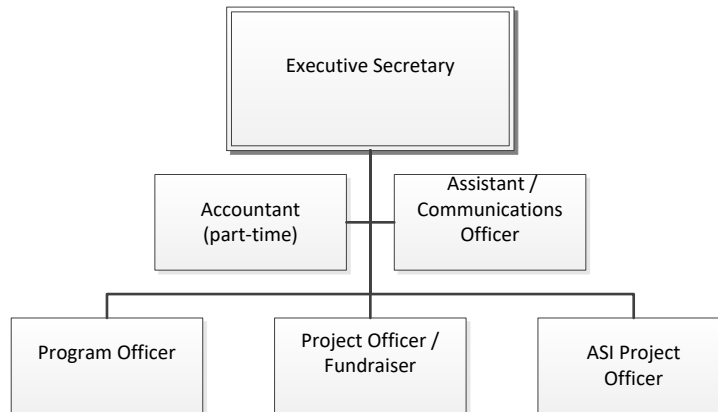 Executive Secretary
Accountant
(part-time)
Assistant /
Communications
Officer
Program Officer
Project Officer /
Fundraiser
ASI Project
Officer